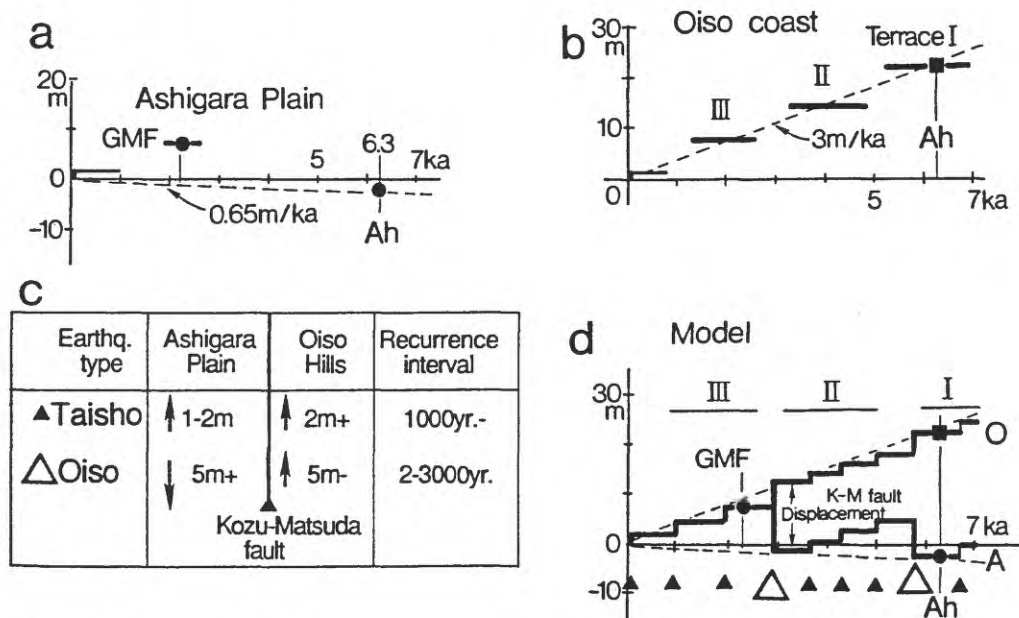 a
20
m
Ashigara Plain
GMF
5
6.3
7ka
0
0.65m/ka
-10
Ah
b
Oiso coast
30
m
Terrace I
II
III
10
3m/ka
Ah
0
0
5
7ka
c
Earthq.
type
Ashigara
Plain
Oiso
Hills
Recurrence
interval
▲Taisho
↑ 1-2m
↑ 2m+
1000yr.-
△Oiso
↓ 5m+
↑ 5m-
2-3000yr.
Kozu-Matsuda
fault
d
Model
30
m
III
II
I
O
GMF
K-M fault
Displacement
7 ka
0
A
-10
Ah